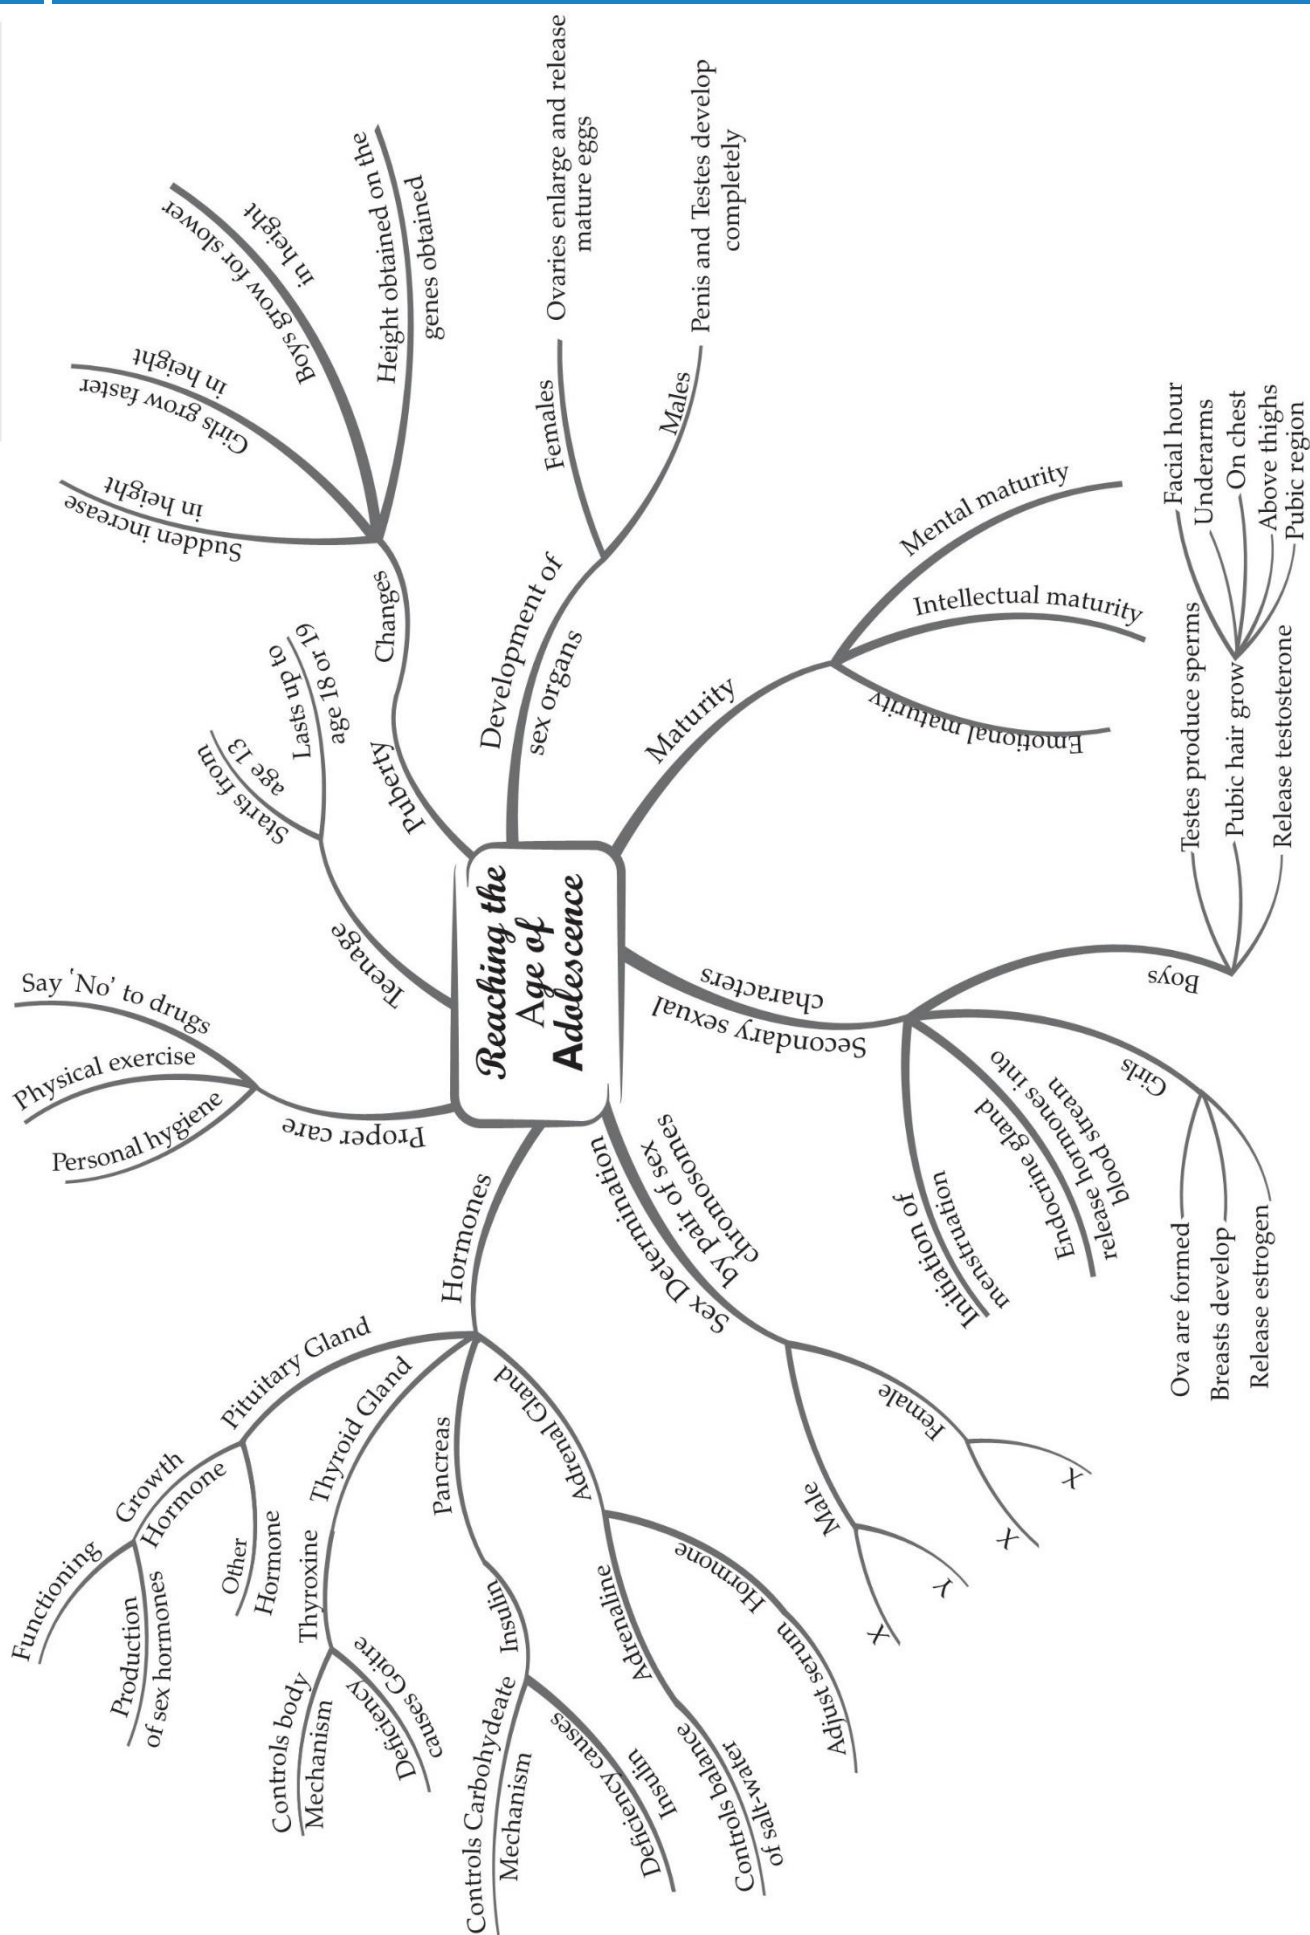 Reaching the
Age of
Adolescence
Puberty
Changes
Sudden increase
in height
Girls grow faster
in height
Boys grow for slower
in height
Height obtained on the
genes obtained
Development of
sex organs
Females
Ovaries enlarge and release
mature eggs
Males
Penis and Testes develop
completely
Maturity
Mental maturity
Intellectual maturity
Emotional maturity
Secondary sexual
characters
Boys
Testes produce sperms
Pubic hair grow
Facial hour
Underarms
On chest
Above thighs
Pubic region
Release testosterone
Girls
Ova are formed
Breasts develop
Release estrogen
Endocrine gland
release hormones into
blood stream
Initiation of
menstruation
Sex Determination
by pair of sex
chromosomes
Female
X
X
Male
Y
X
Hormones
Adrenal Gland
Hormone
Adjust serum
Adrenaline
Controls balance
of salt-water
Pancreas
Insulin
Deficiency causes
Insulin
Controls Carbohydeate
Mechanism
Thyroid Gland
Thyroxine
Deficiency
causes Goitre
Controls body
Mechanism
Pituitary Gland
Other
Hormone
Growth
Hormone
Production
of sex hormones
Functioning
Proper care
Personal hygiene
Physical exercise
Say 'No' to drugs
Teenage
Starts from
age 13
Lasts up to
age 18 or 19